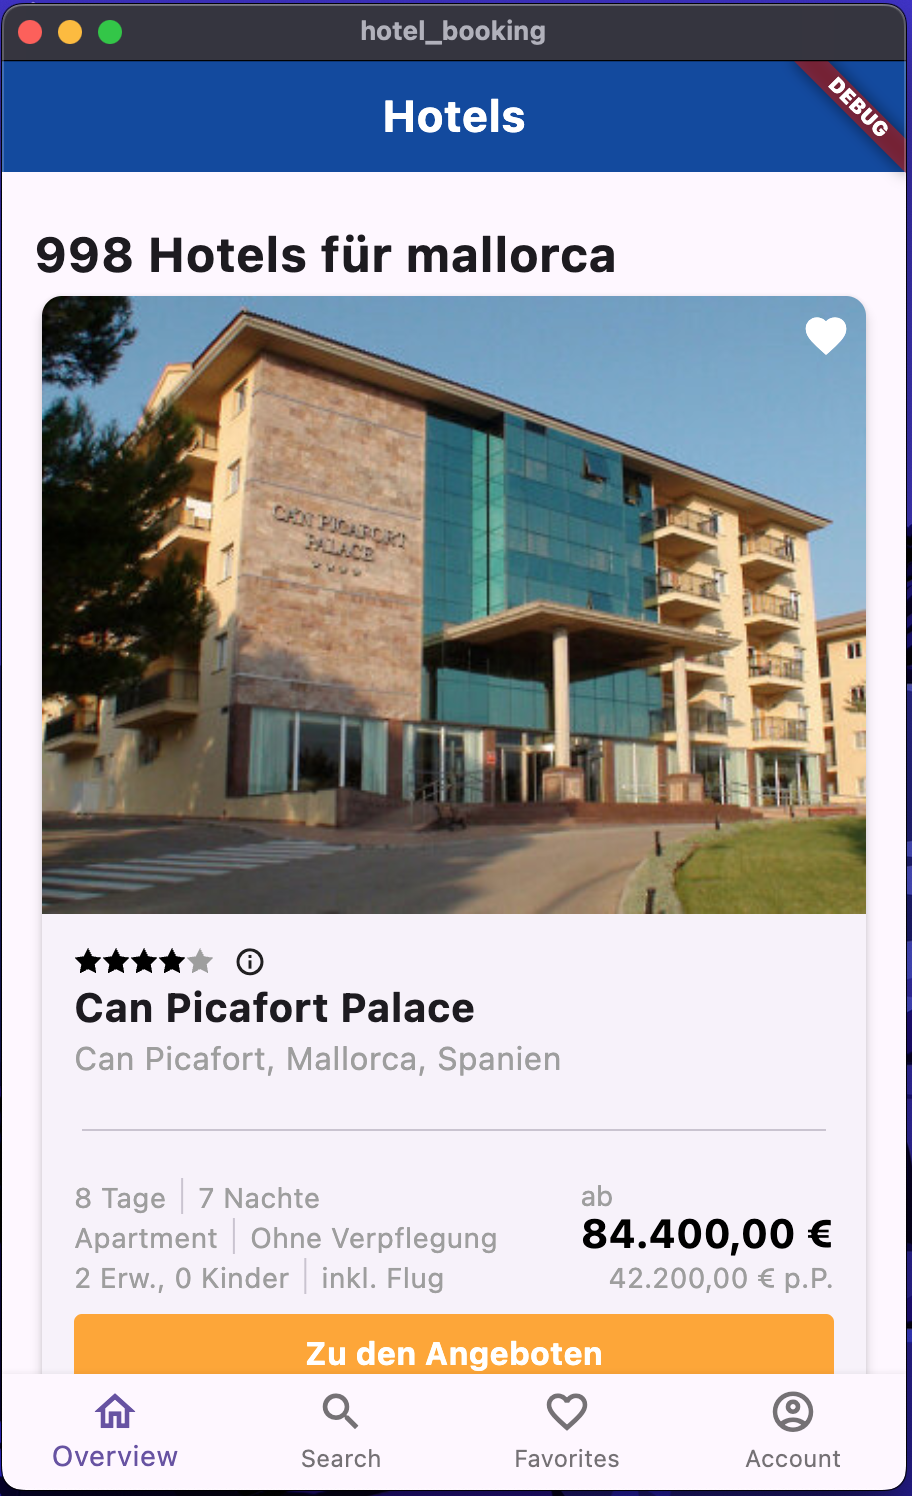 hotel_booking
Hotels
DEBUG
998 Hotels für mallorca
CAN PICAFORT
PALACE
Can Picafort Palace
Can Picafort, Mallorca, Spanien
8 Tage | 7 Nachte
ab
Apartment | Ohne Verpflegung
84.400,00 €
2 Erw., 0 Kinder | inkl. Flug
42.200,00 € p.P.
Zu den Angeboten
Overview
Search
Favorites
Account